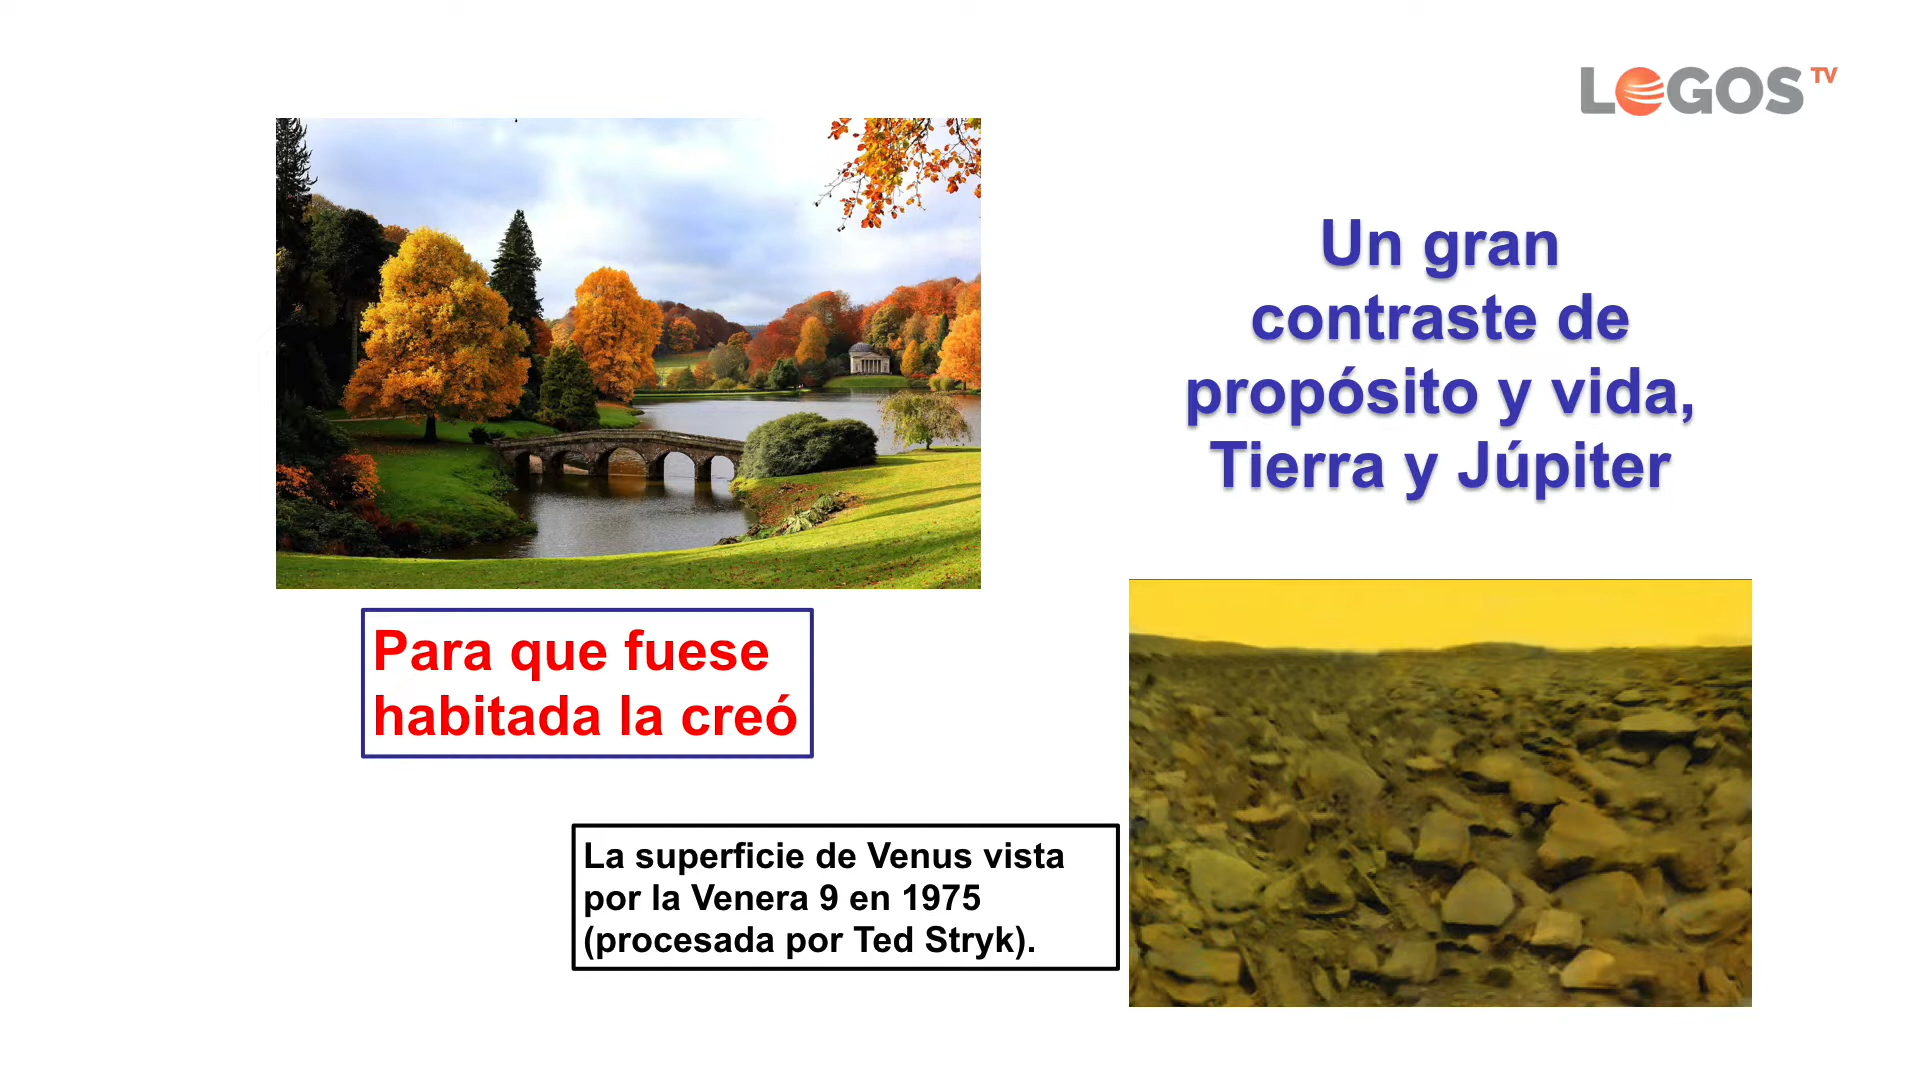 LOGOS TV
Un gran
contraste de
propósito y vida,
Tierra y Júpiter
Para que fuese
habitada la creó
La superficie de Venus vista
por la Venera 9 en 1975
(procesada por Ted Stryk).